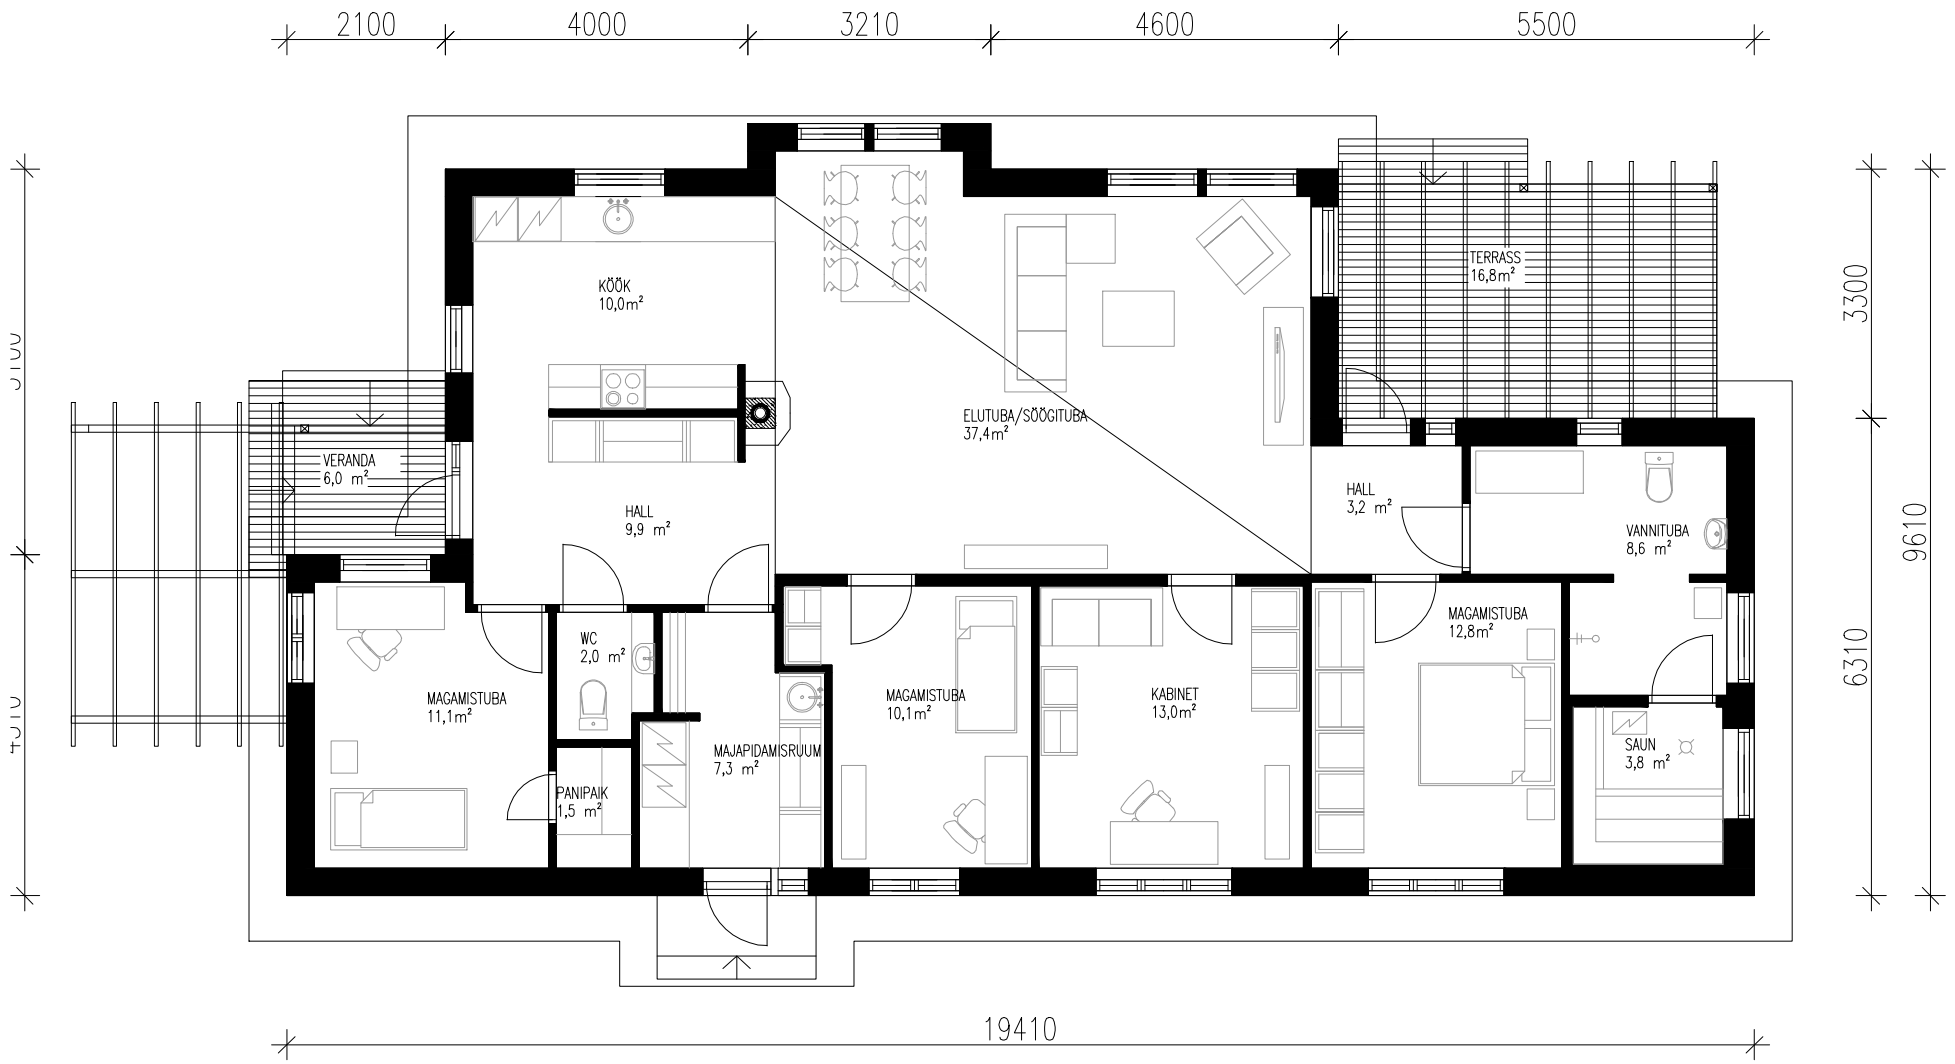 2100
4000
3210
4600
5500
TERRASS
16,8m²
KÖÖK
10,0m²
3300
ELUTUBA/SÖÖGITUBA
37,4m²
VERANDA
6,0 m²
HALL
3,2 m²
HALL
9,9 m²
VANNITUBA
8,6 m²
9610
MAGAMISTUBA
12,8m²
WC
2,0 m²
6310
MAGAMISTUBA
11,1m²
MAGAMISTUBA
10,1m²
KABINET
13,0m²
MAJAPIDAMISRUUM
7,3 m²
SAUN
3,8 m²
PANIPAIK
1,5 m²
19410